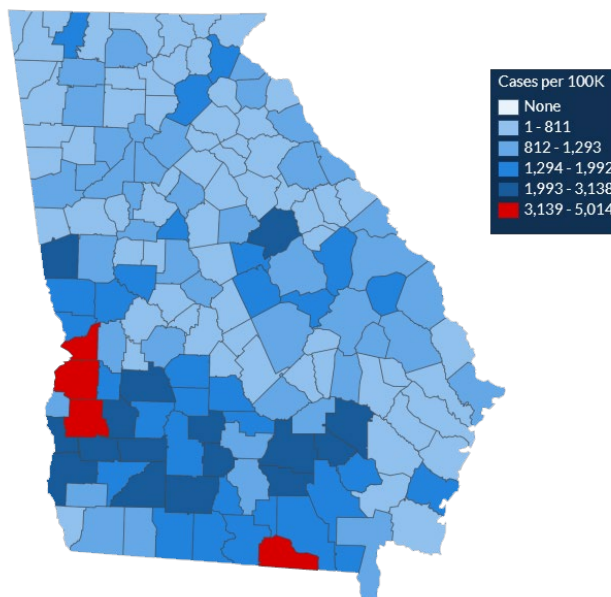 Cases per 100K
None
1 - 811
812 - 1,293
1,294 - 1,992
1,993 - 3,138
3,139 - 5,014